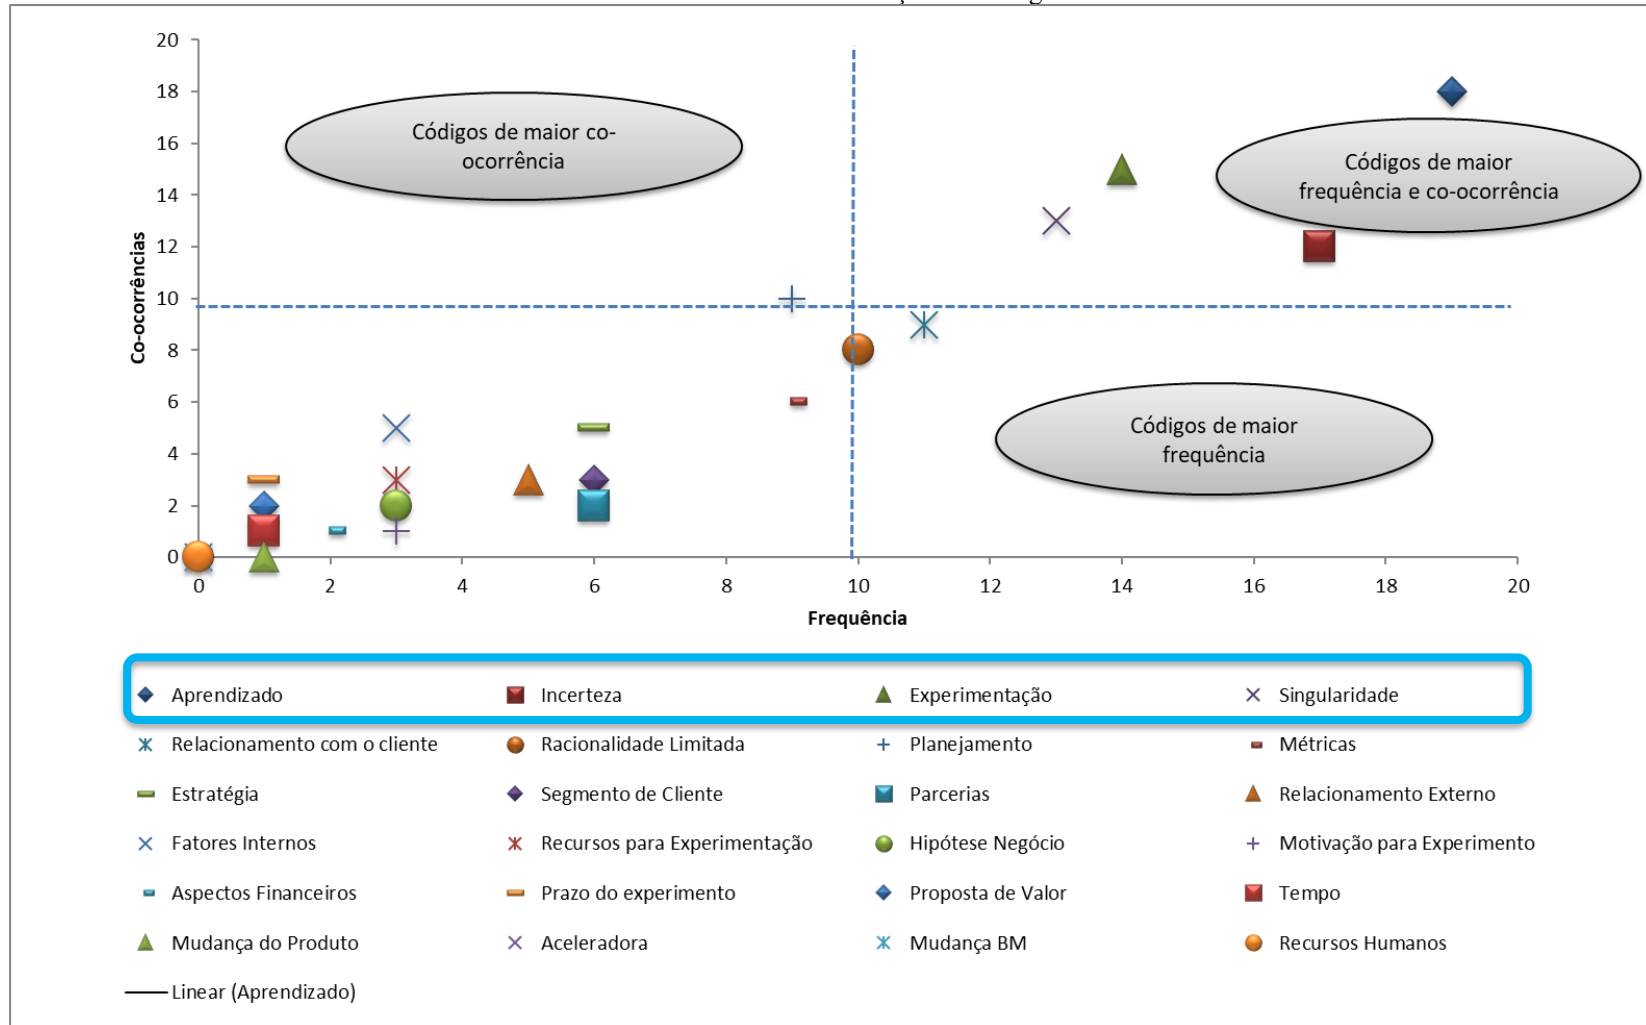 20
18
16
14
12
10
8
6
4
2
0
Co-ocorrências
Códigos de maior co-
ocorrência
Códigos de maior
frequência e co-ocorrência
Códigos de maior
frequência
0 2 4 6 8 10 12 14 16 18 20
Frequência
Aprendizado Incerteza Experimentação Singularidade
Relacionamento com o cliente Racionalidade Limitada Planejamento Métricas
Estratégia Segmento de Cliente Parcerias Relacionamento Externo
Fatores Internos Recursos para Experimentação Hipótese Negócio Motivação para Experimento
Aspectos Financeiros Prazo do experimento Proposta de Valor Tempo
Mudança do Produto Aceleradora Mudança BM Recursos Humanos
Linear (Aprendizado)